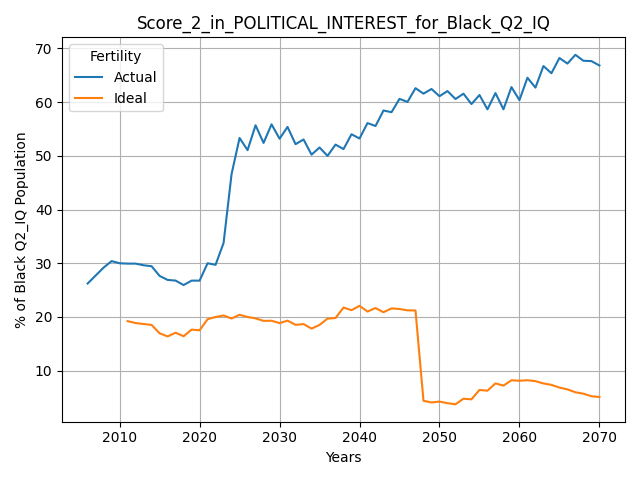 Score_2_in_POLITICAL_INTEREST_for_Black_Q2_IQ
Fertility
Actual
Ideal
% of Black Q2_IQ Population
70
60
50
40
30
20
10
2010 2020 2030 2040 2050 2060 2070
Years